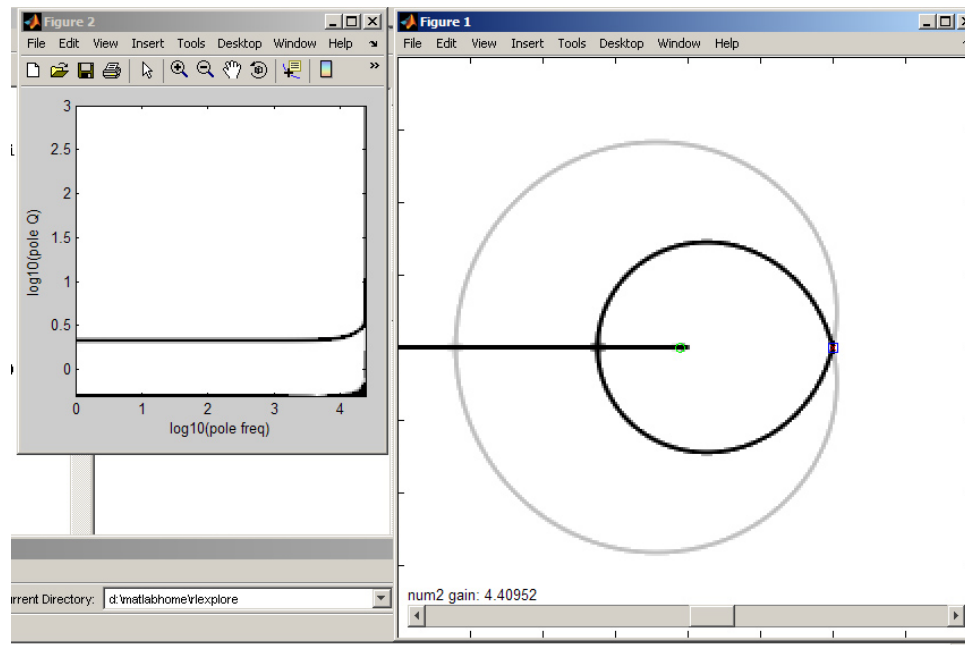 Figure 2
File Edit View Insert Tools Desktop Window Help
»
3
2.5
2
1.5
1
0.5
0
log10(pole Q)
0 1 2 3 4
log10(pole freq)
Figure 1
File Edit View Insert Tools Desktop Window Help
num2 gain: 4.40952
urrent Directory: d:\matlabhome\rlexplore